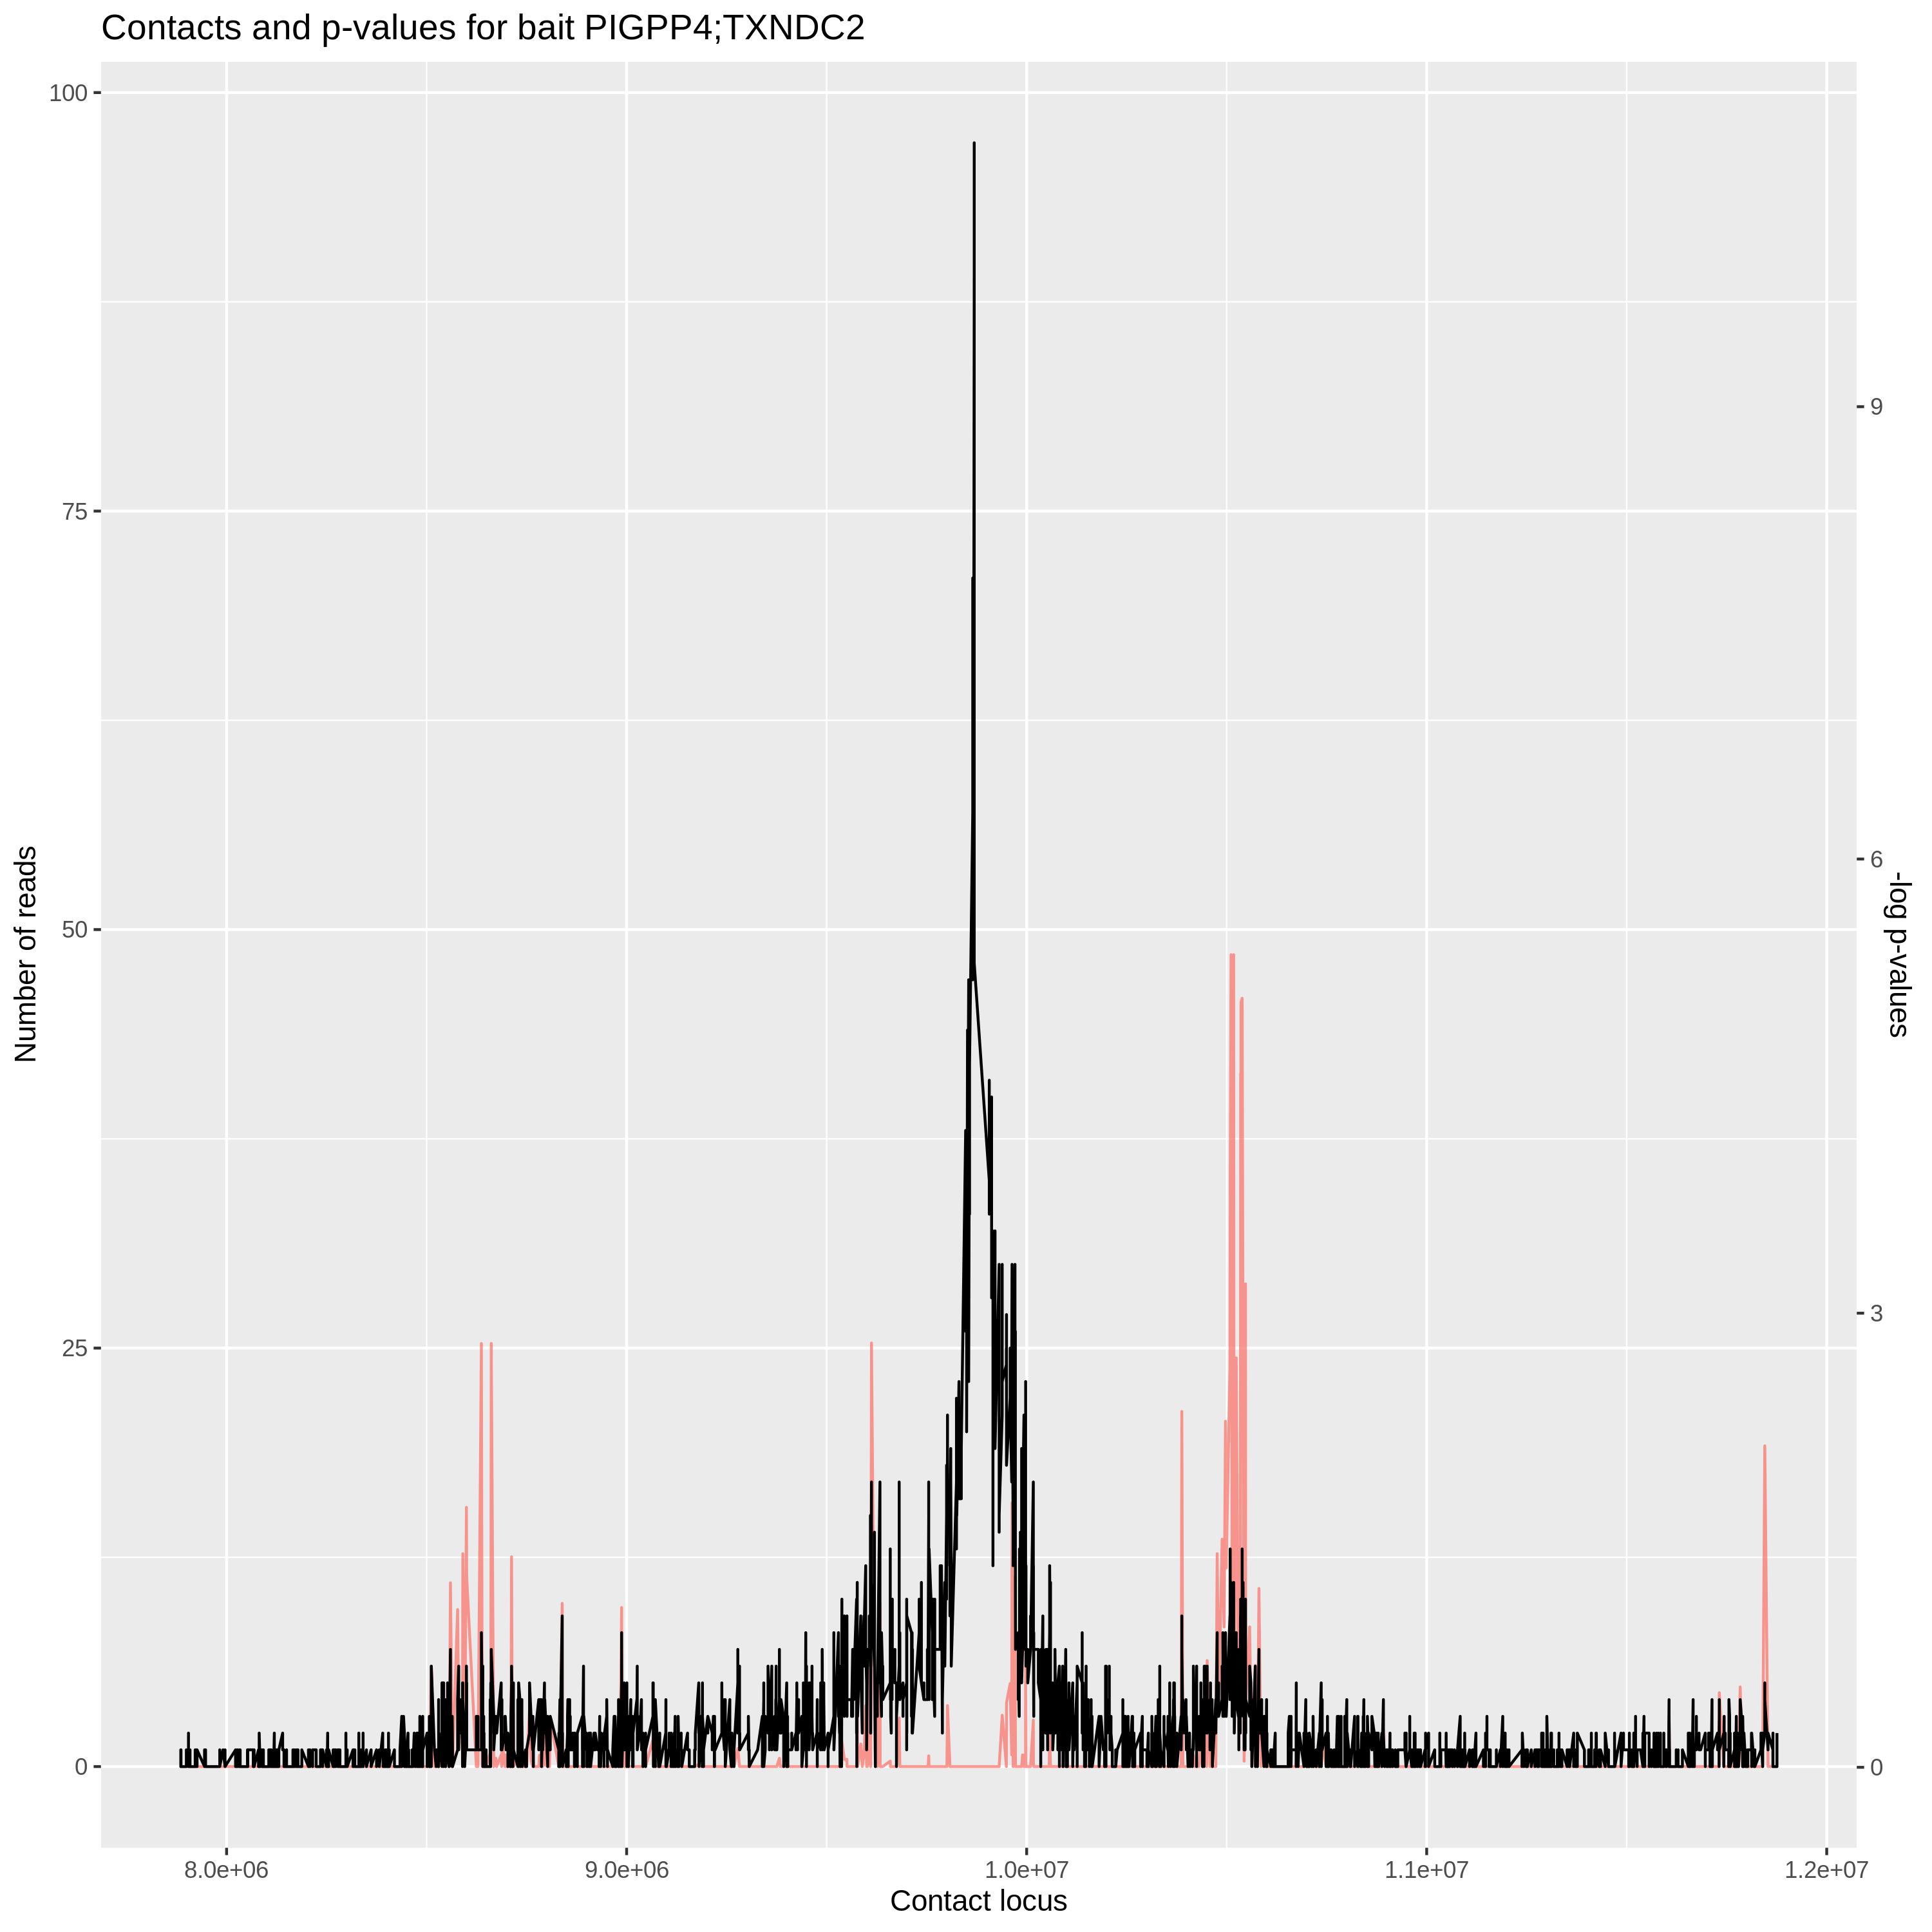 Contacts and p-values for bait PIGPP4;TXNDC2
100
75
50
25
0
Number of reads
9
6
3
0
-log p-values
8.0e+06 9.0e+06 1.0e+07 1.1e+07 1.2e+07
Contact locus